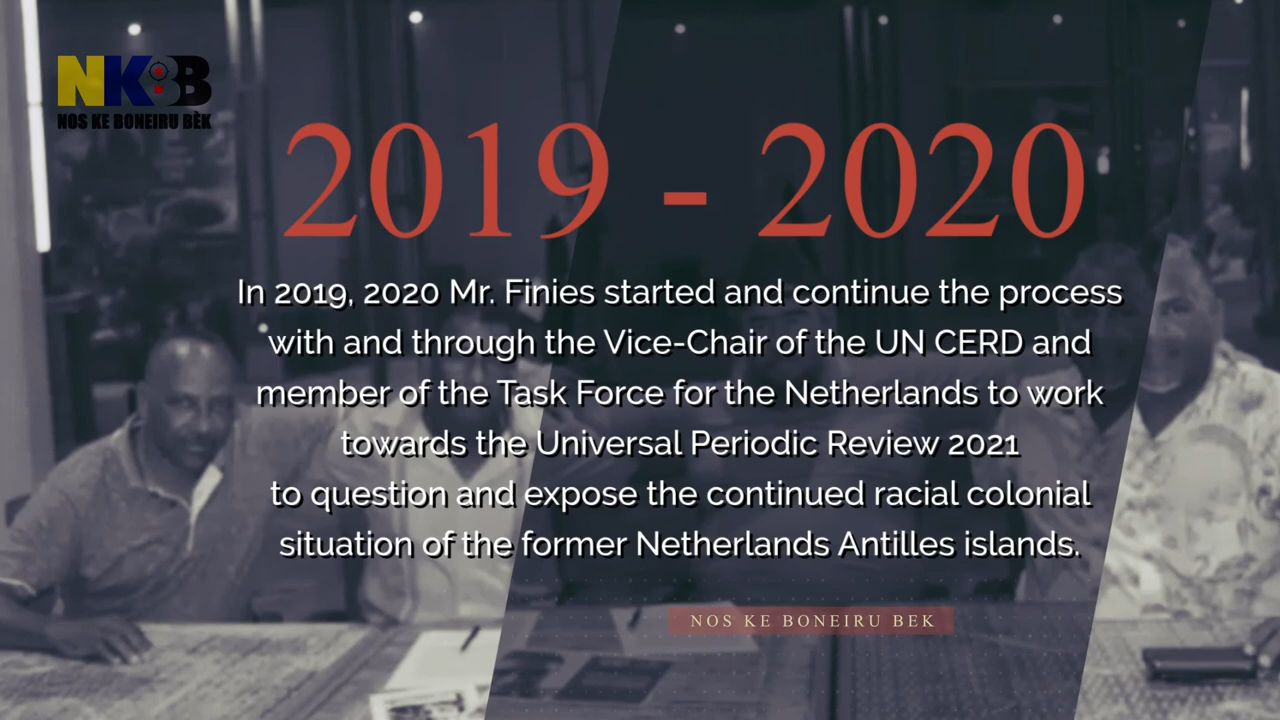 NKBB
NOS KE BONEIRU BÈK
2019 - 2020
In 2019, 2020 Mr. Finies started and continue the process
with and through the Vice-Chair of the UN CERD and
member of the Task Force for the Netherlands to work
towards the Universal Periodic Review 2021
to question and expose the continued racial colonial
situation of the former Netherlands Antilles islands.
NOS KE BONEIRU BEK